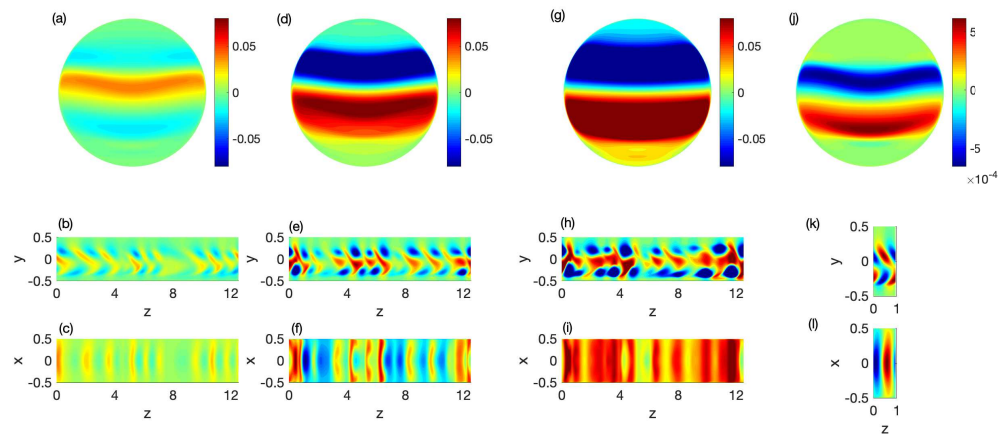 (a) (d) (g) (j)
0.05 0.05 0.05 5
0 0 0 0
-0.05 -0.05 -0.05 -5
×10⁻⁴
(b) (e) (h) (k)
0.5 0.5 0.5 0.5
y 0 y 0 y 0 y 0
-0.5 -0.5 -0.5 -0.5
0 4 8 12 0 4 8 12 0 4 8 12 0 1
z z z
(c) (f) (i) (l)
0.5 0.5 0.5 0.5
x 0 x 0 x 0 x 0
-0.5 -0.5 -0.5 -0.5
0 4 8 12 0 4 8 12 0 4 8 12 0 1
z z z z